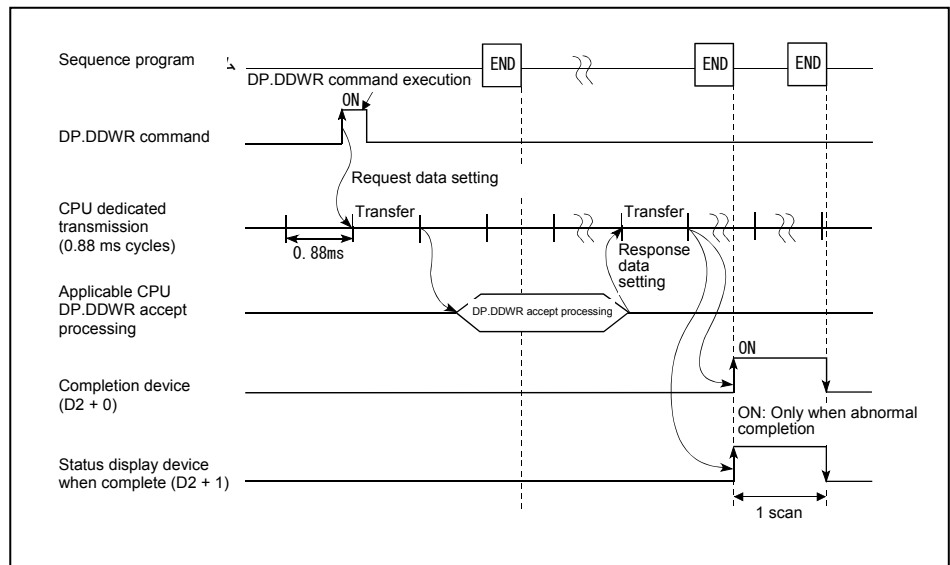 Sequence program
END
END
END
DP.DDWR command execution
ON
DP.DDWR command
Request data setting
CPU dedicated
transmission
(0.88 ms cycles)
Transfer
Transfer
0.88ms
Response
data
setting
Applicable CPU
DP.DDWR accept
processing
DP.DDWR accept processing
ON
Completion device
(D2 + 0)
ON: Only when abnormal
completion
Status display device
when complete (D2 + 1)
1 scan